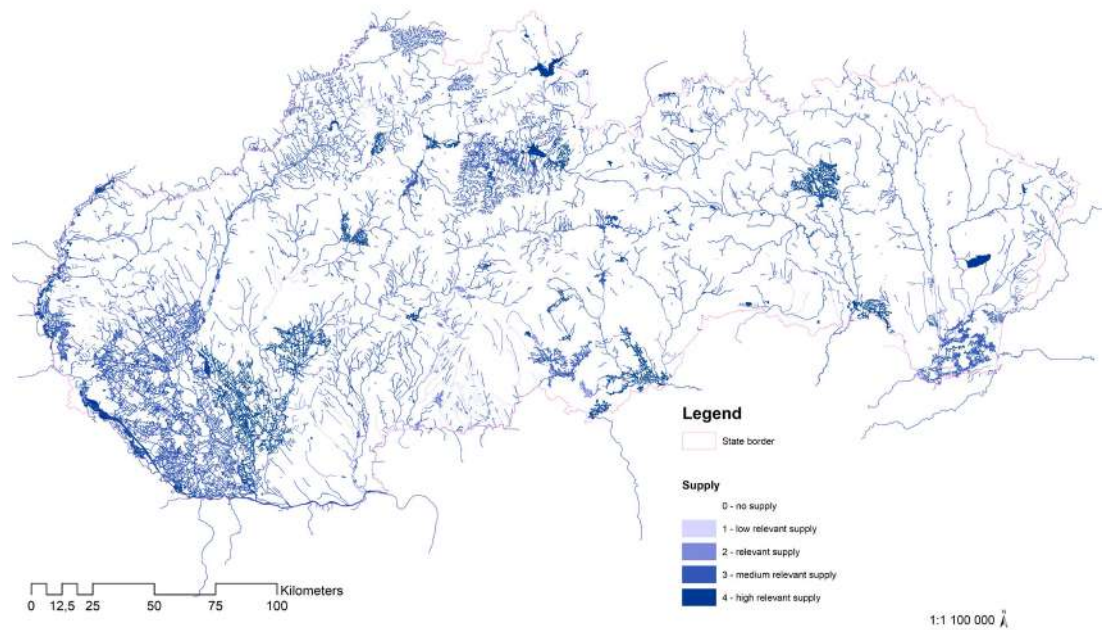 Legend
State border
Supply
0 - no supply
1 - low relevant supply
2 - relevant supply
3 - medium relevant supply
4 - high relevant supply
Kilometers
0 12,5 25 50 75 100
1:1 100 000
N